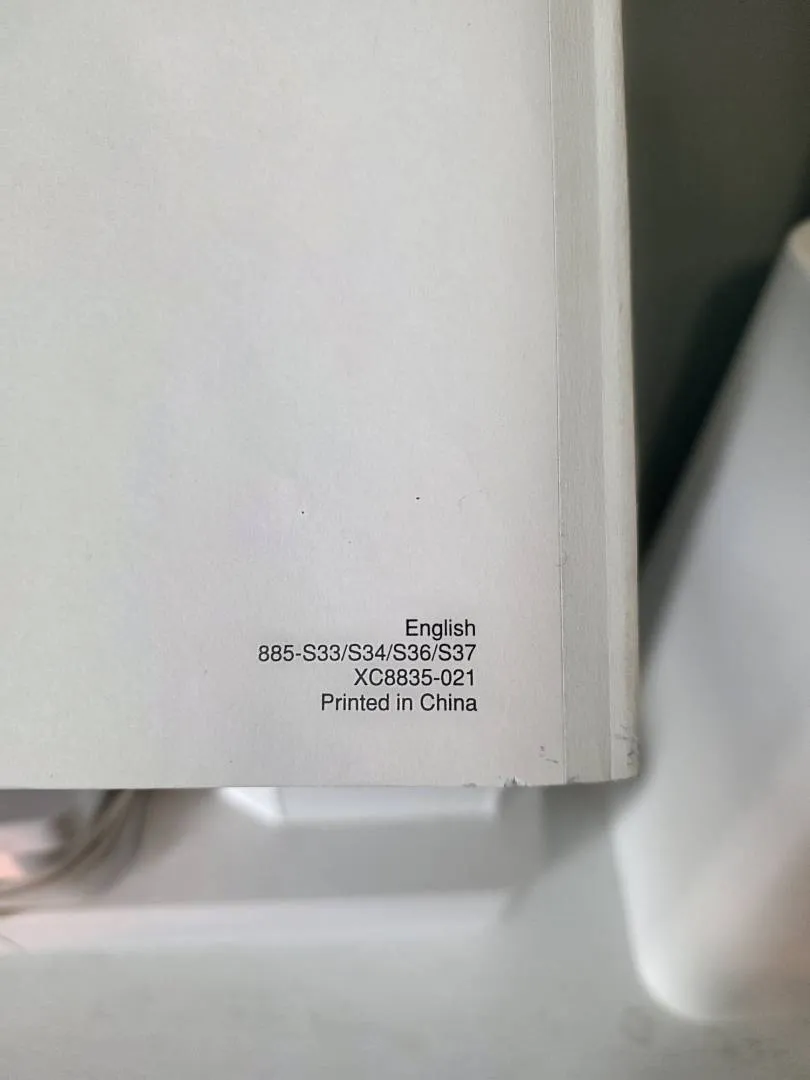 English
885-S33/S34/S36/S37
XC8835-021
Printed in China